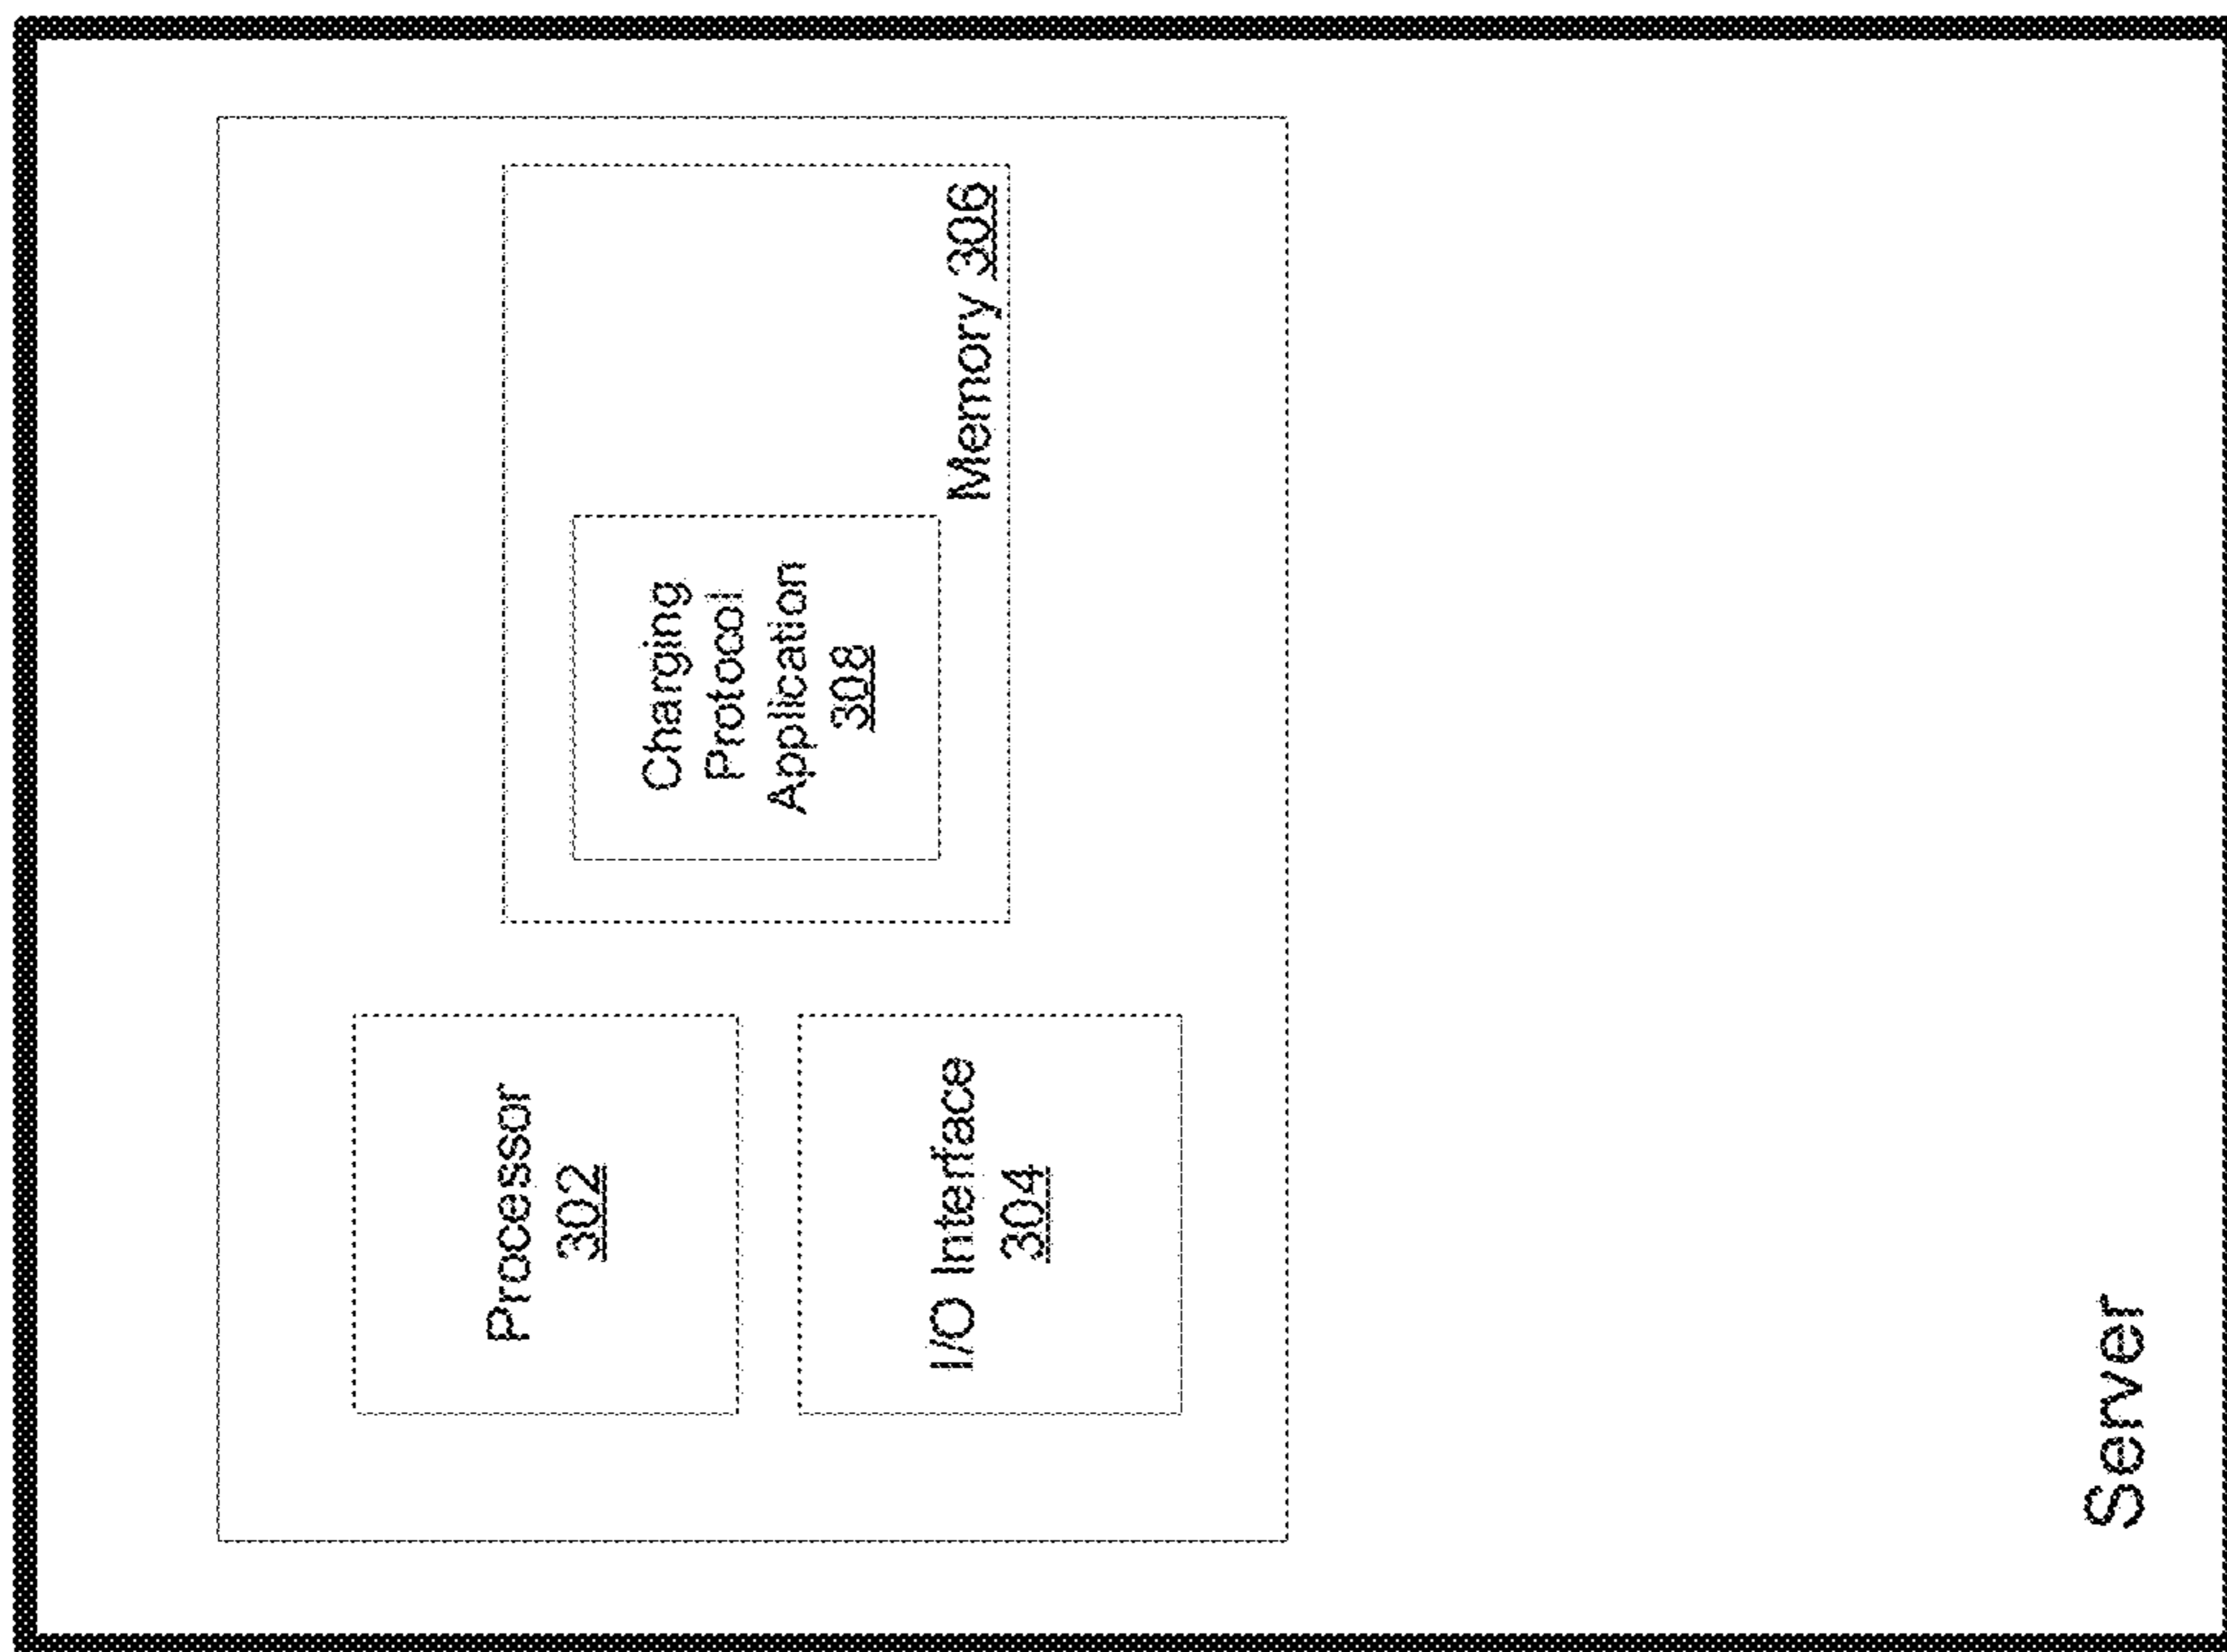 Processor
302
I/O Interface
304
Charging
Protocol
Application
308
Memory 306
Server